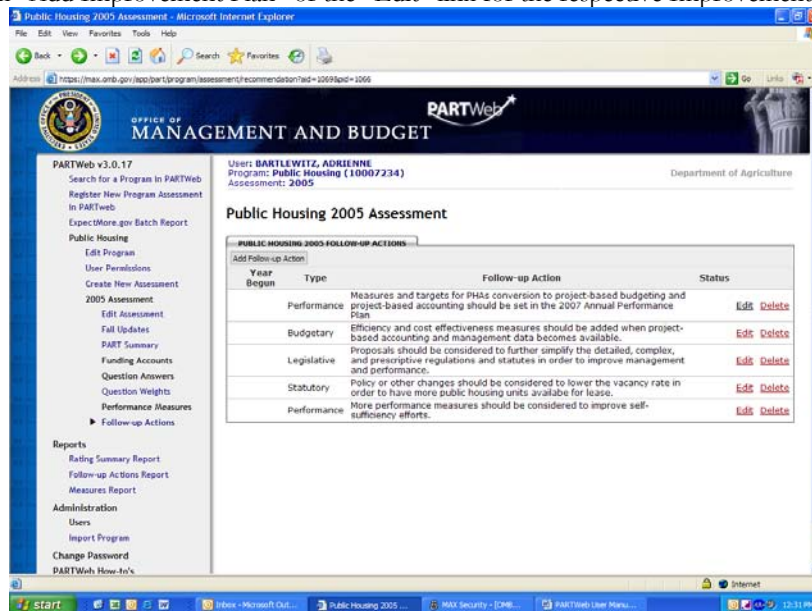 "Add Improvement Plan" or the "Edit" link for the respective Improvement
Public Housing 2005 Assessment - Microsoft Internet Explorer
File Edit View Favorites Tools Help
Back Search Favorites
Address https://max.omb.gov/app/part/program/assessment/recommendation?aid=1069&pid=1066 Go Links
OFFICE OF
MANAGEMENT AND BUDGET
PARTWeb
PARTWeb v3.0.17
Search for a Program in PARTWeb
Register New Program Assessment
in PARTweb
ExpectMore.gov Batch Report
Public Housing
Edit Program
User Permissions
Create New Assessment
2005 Assessment
Edit Assessment
Fall Updates
PART Summary
Funding Accounts
Question Answers
Question Weights
Performance Measures
Follow-up Actions
Reports
Rating Summary Report
Follow-up Actions Report
Measures Report
Administration
Users
Import Program
Change Password
PARTWeb How-to's
User: BARTLEWITZ, ADRIENNE
Program: Public Housing (10007234)
Assessment: 2005
Department of Agriculture
Public Housing 2005 Assessment
PUBLIC HOUSING 2005 FOLLOW-UP ACTIONS
Add Follow-up Action
Year Begun Type Follow-up Action Status
Performance Measures and targets for PHAs conversion to project-based budgeting and
project-based accounting should be set in the 2007 Annual Performance
Plan Edit Delete
Budgetary Efficiency and cost effectiveness measures should be added when project-
based accounting and management data becomes available. Edit Delete
Legislative Proposals should be considered to further simplify the detailed, complex,
and prescriptive regulations and statutes in order to improve management
and performance. Edit Delete
Statutory Policy or other changes should be considered to lower the vacancy rate in
order to have more public housing units availabe for lease. Edit Delete
Performance More performance measures should be considered to improve self-
sufficiency efforts. Edit Delete
Internet
start Inbox - Microsoft Out... Public Housing 2005 ... MAX Security - [OMB... PARTWeb User Manu... 12:31 PM